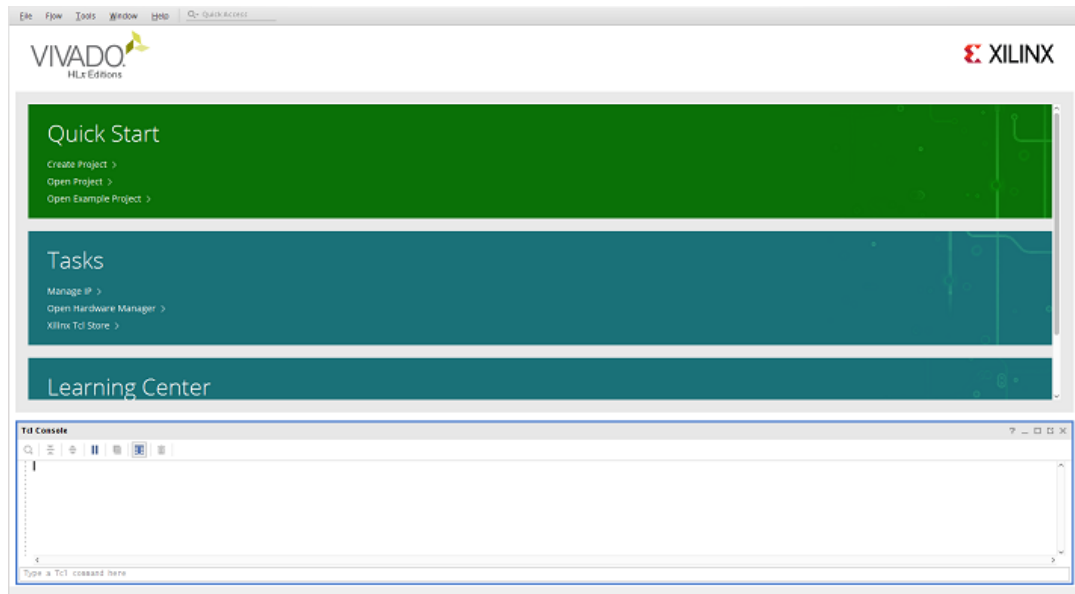 File Flow Tools Window Help Quick Access
VIVADO.
HLx Editions
XILINX
Quick Start
Create Project >
Open Project >
Open Example Project >
Tasks
Manage IP >
Open Hardware Manager >
Xilinx Tcl Store >
Learning Center
Tcl Console
Type a Tcl command here